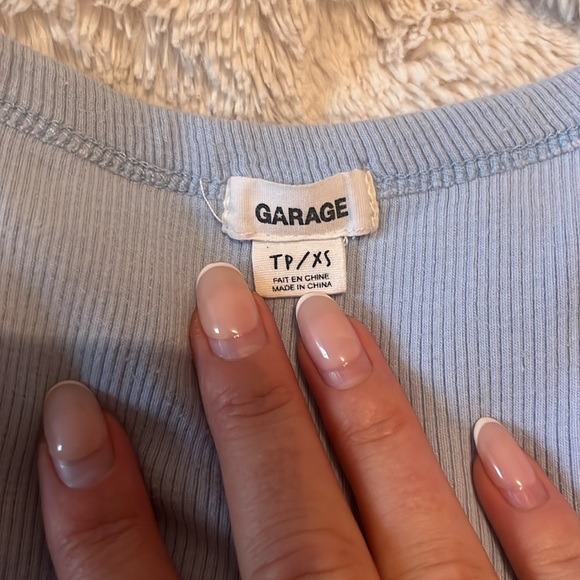 GARAGE
TP/XS
FAIT EN CHINE
MADE IN CHINA